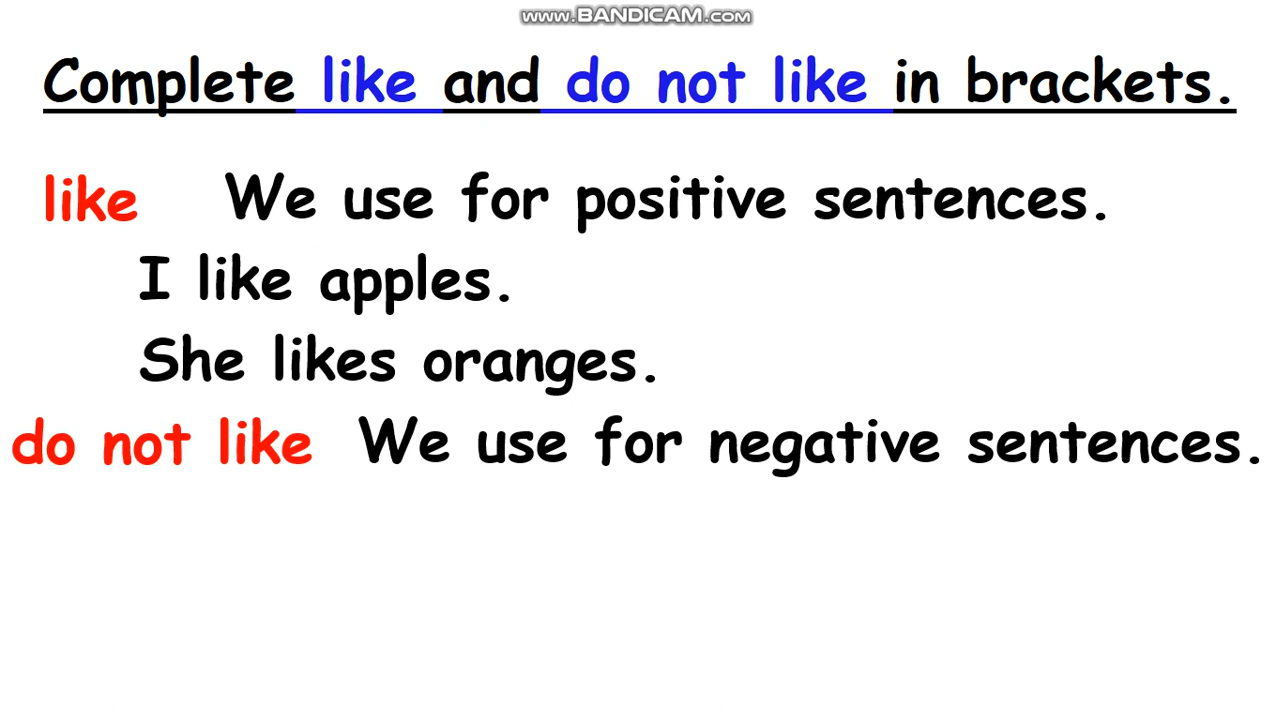 www.BANDICAM.com
Complete like and do not like in brackets.
like We use for positive sentences.
I like apples.
She likes oranges.
do not like We use for negative sentences.